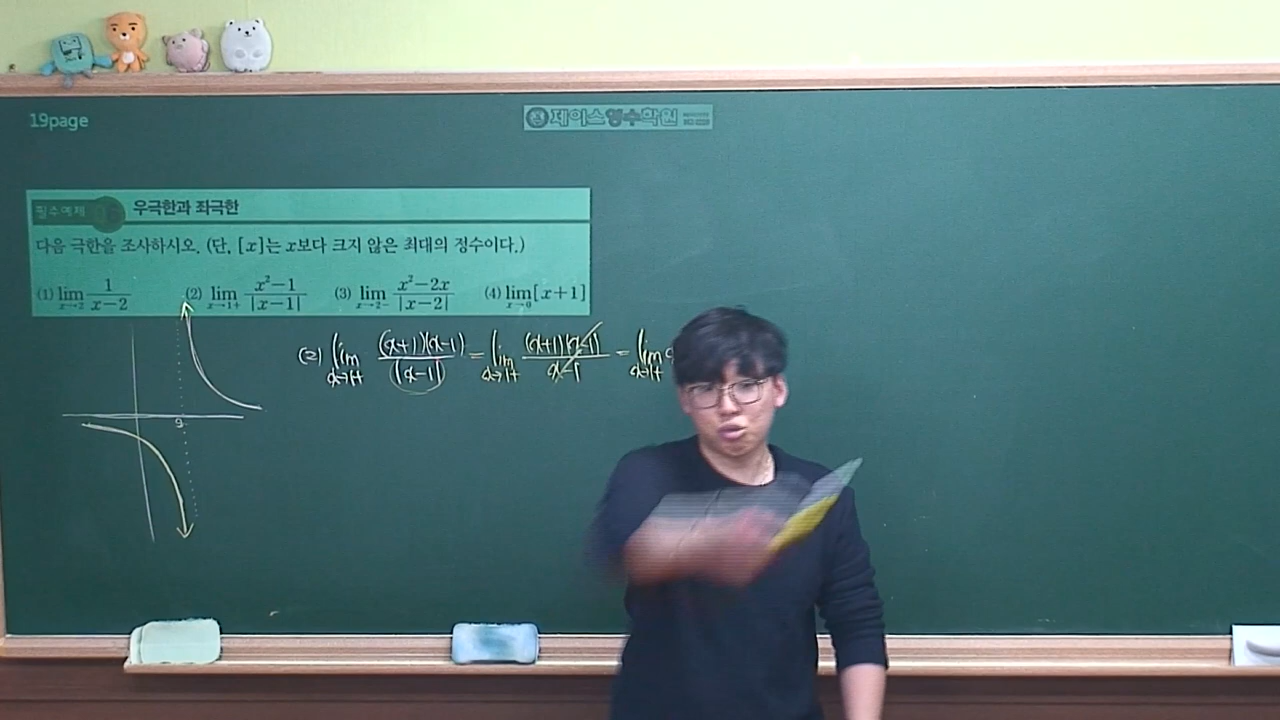 19page
제이스영수학원
필수예제 우극한과 좌극한
다음 극한을 조사하시오. (단, [x]는 x보다 크지 않은 최대의 정수이다.)
(1) lim_{x→2} 1/(x−2) (2) lim_{x→1+} (x²−1)/|x−1| (3) lim_{x→2−} (x²−2x)/|x−2| (4) lim_{x→0} [x+1]
(2) lim_{x→1+} (x+1)(x−1)/|x−1| = lim_{x→1+} (x+1)(x−1)/x−1 = lim_{x→1+}